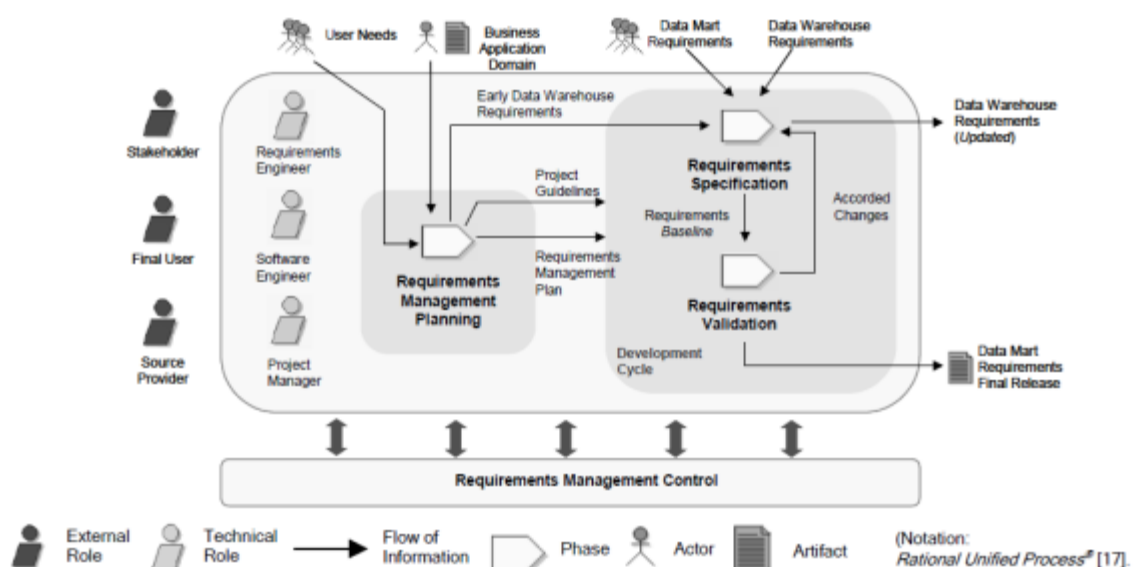 User Needs
Business
Application
Domain
Data Mart
Requirements
Data Warehouse
Requirements
Stakeholder
Requirements
Engineer
Early Data Warehouse
Requirements
Data Warehouse
Requirements
(Updated)
Requirements
Specification
Project
Guidelines
Accorded
Changes
Requirements
Baseline
Final User
Software
Engineer
Requirements
Management
Planning
Requirements
Management
Plan
Requirements
Validation
Source
Provider
Project
Manager
Development
Cycle
Data Mart
Requirements
Final Release
Requirements Management Control
External
Role
Technical
Role
Flow of
Information
Phase
Actor
Artifact
(Notation:
Rational Unified Process® [17].